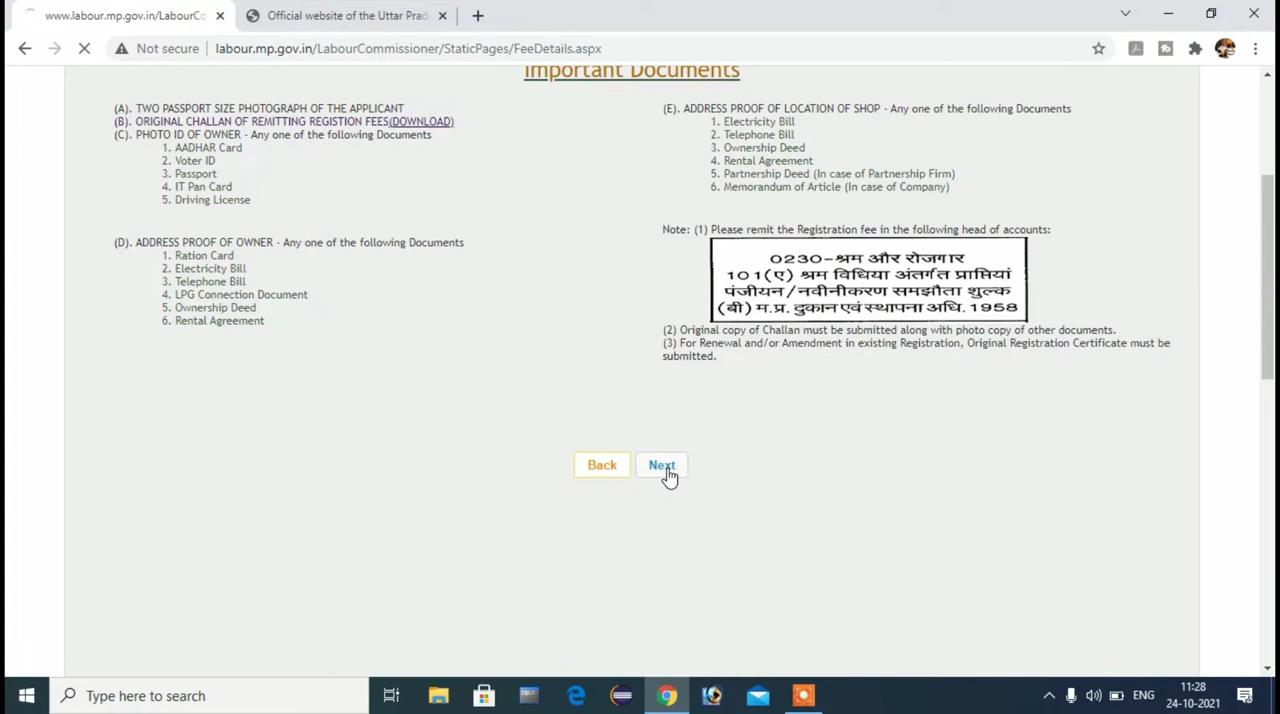 www.labour.mp.gov.in/LabourCo
Official website of the Uttar Prad
Not secure
labour.mp.gov.in/LabourCommissioner/StaticPages/FeeDetails.aspx
Important Documents
(A). TWO PASSPORT SIZE PHOTOGRAPH OF THE APPLICANT
(B). ORIGINAL CHALLAN OF REMITTING REGISTION FEES(DOWNLOAD)
(C). PHOTO ID OF OWNER - Any one of the following Documents
1. AADHAR Card
2. Voter ID
3. Passport
4. IT Pan Card
5. Driving License
(D). ADDRESS PROOF OF OWNER - Any one of the following Documents
1. Ration Card
2. Electricity Bill
3. Telephone Bill
4. LPG Connection Document
5. Ownership Deed
6. Rental Agreement
(E). ADDRESS PROOF OF LOCATION OF SHOP - Any one of the following Documents
1. Electricity Bill
2. Telephone Bill
3. Ownership Deed
4. Rental Agreement
5. Partnership Deed (In case of Partnership Firm)
6. Memorandum of Article (In case of Company)
Note: (1) Please remit the Registration fee in the following head of accounts:
0230-श्रम और रोजगार
101(ए) श्रम विधिया अंतर्गत प्राप्तियां
पंजीयन/नवीनीकरण समझौता शुल्क
(बी) म.प्र. दुकान एवं स्थापना अधि. 1958
(2) Original copy of Challan must be submitted along with photo copy of other documents.
(3) For Renewal and/or Amendment in existing Registration, Original Registration Certificate must be
submitted.
Back
Next
Type here to search
ENG
11:28
24-10-2021